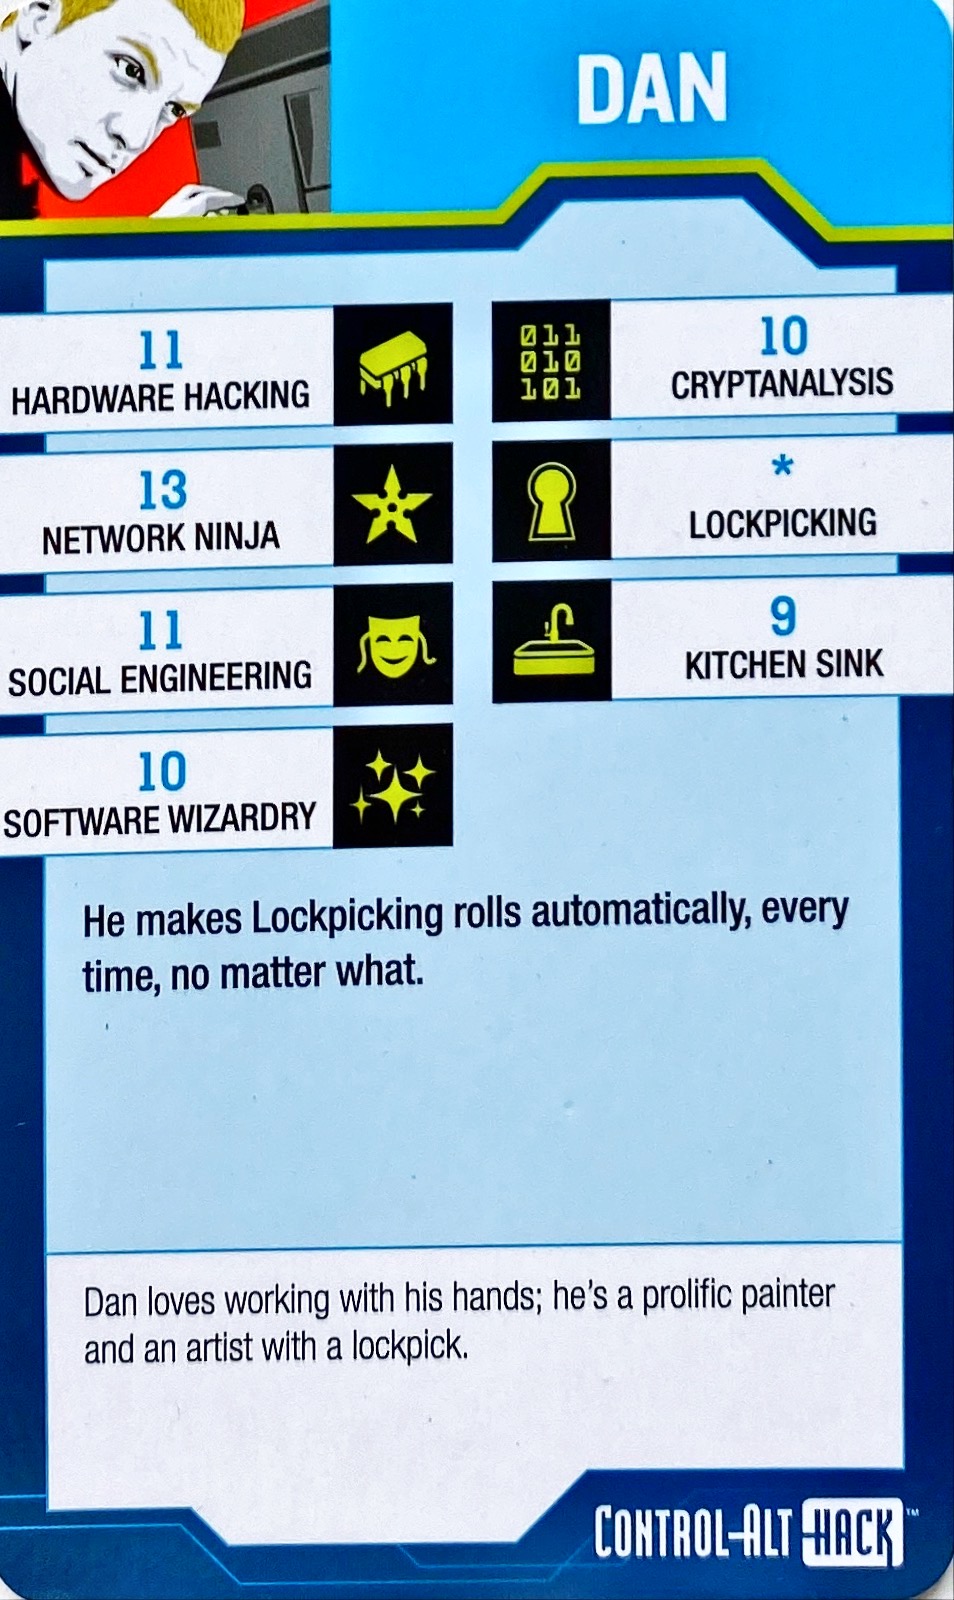 DAN
11
HARDWARE HACKING
011
010
101
10
CRYPTANALYSIS
13
NETWORK NINJA
*
LOCKPICKING
11
SOCIAL ENGINEERING
9
KITCHEN SINK
10
SOFTWARE WIZARDRY
He makes Lockpicking rolls automatically, every
time, no matter what.
Dan loves working with his hands; he's a prolific painter
and an artist with a lockpick.
CONTROL-ALT-HACK™